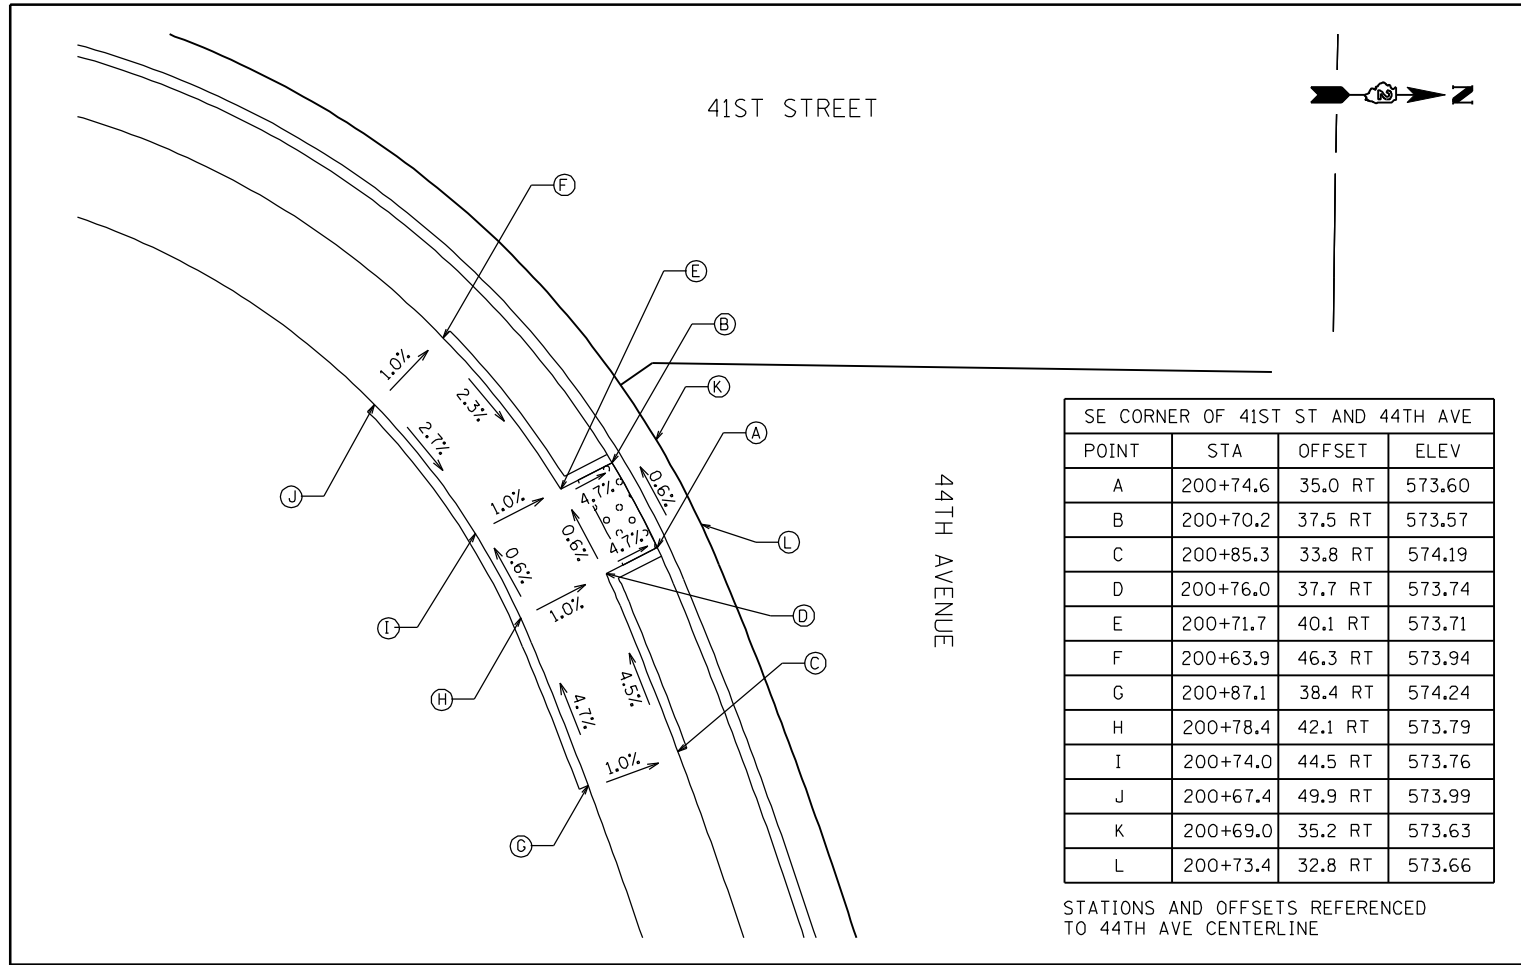 41ST STREET
N
2
F
E
B
K
A
L
D
C
J
I
H
G
1.0%
2.3%
2.7%
1.0%
4.7%
0.6%
0.6%
4.7%
0.6%
1.0%
4.5%
4.7%
1.0%
44TH AVENUE
SE CORNER OF 41ST ST AND 44TH AVE
POINT STA OFFSET ELEV
A 200+74.6 35.0 RT 573.60
B 200+70.2 37.5 RT 573.57
C 200+85.3 33.8 RT 574.19
D 200+76.0 37.7 RT 573.74
E 200+71.7 40.1 RT 573.71
F 200+63.9 46.3 RT 573.94
G 200+87.1 38.4 RT 574.24
H 200+78.4 42.1 RT 573.79
I 200+74.0 44.5 RT 573.76
J 200+67.4 49.9 RT 573.99
K 200+69.0 35.2 RT 573.63
L 200+73.4 32.8 RT 573.66
STATIONS AND OFFSETS REFERENCED
TO 44TH AVE CENTERLINE